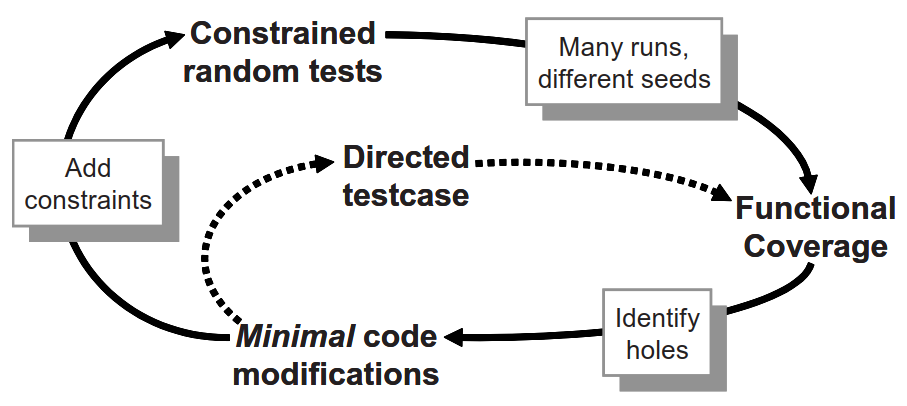 Constrained
random tests
Many runs,
different seeds
Add
constraints
Directed
testcase
Functional
Coverage
Identify
holes
Minimal code
modifications